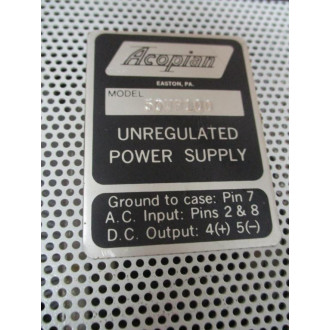 Acopian
EASTON, PA.
MODEL
UNREGULATED
POWER SUPPLY
Ground to case: Pin 7
A.C. Input: Pins 2 & 8
D.C. Output: 4(+) 5(–)